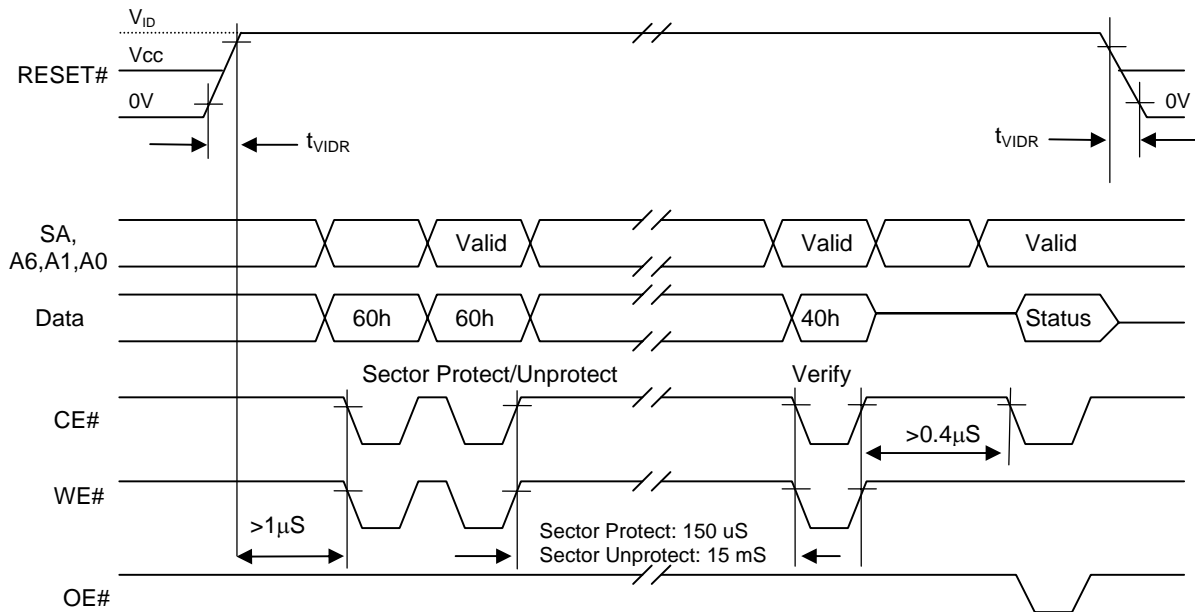 VID
Vcc
RESET#
0V
0V
tVIDR
tVIDR
SA,
A6,A1,A0
Valid
Valid
Valid
Data
60h
60h
40h
Status
Sector Protect/Unprotect
Verify
CE#
>0.4µS
WE#
>1µS
Sector Protect: 150 uS
Sector Unprotect: 15 mS
OE#